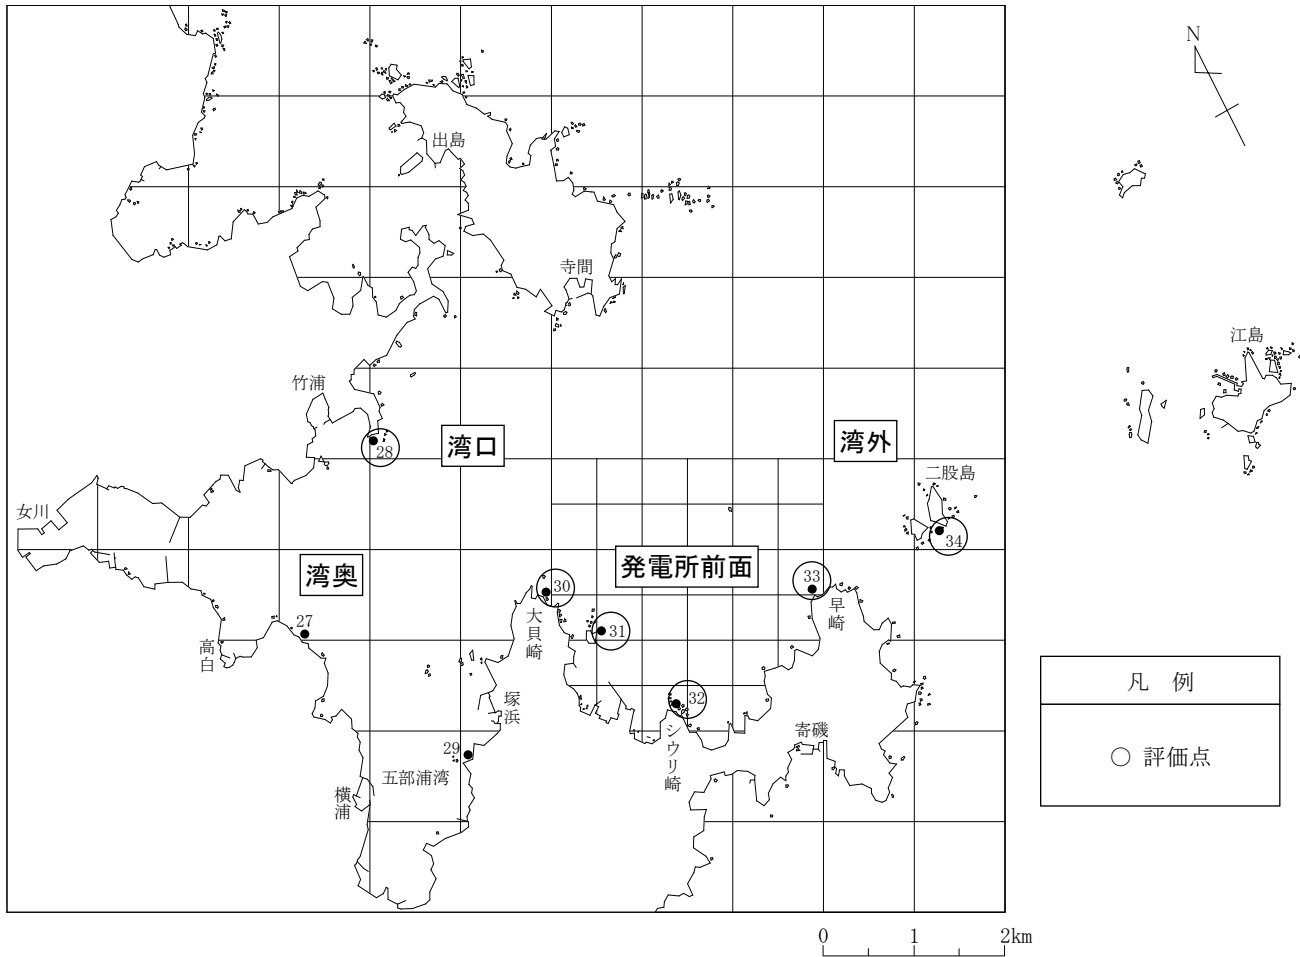 N
出島
寺間
江島
竹浦
湾口
湾外
28
二股島
女川
34
発電所前面
湾奥
33
30
27
大貝崎
31
早崎
高白
凡 例
32
塚浜
シウリ崎
寄磯
29
○ 評価点
五部浦湾
横浦
0 1 2km